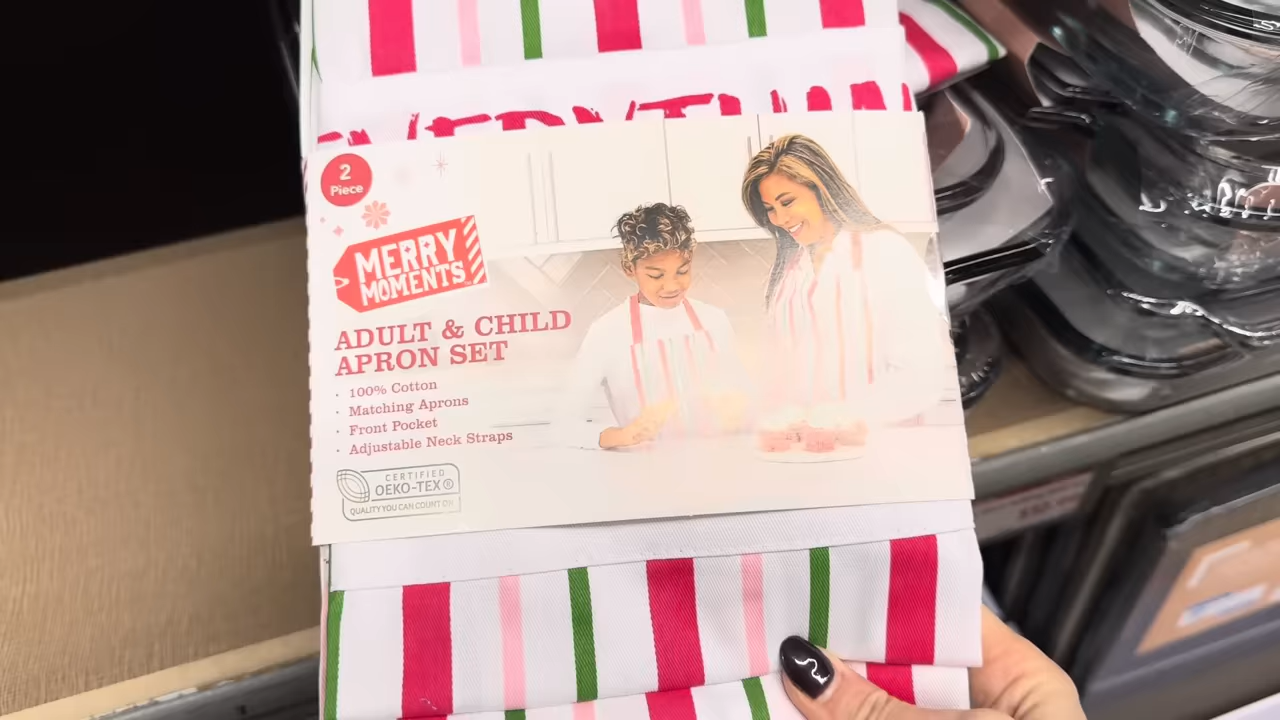 2
Piece
MERRY
MOMENTS
ADULT & CHILD
APRON SET
· 100% Cotton
· Matching Aprons
· Front Pocket
· Adjustable Neck Straps
CERTIFIED
OEKO-TEX®
QUALITY YOU CAN COUNT ON